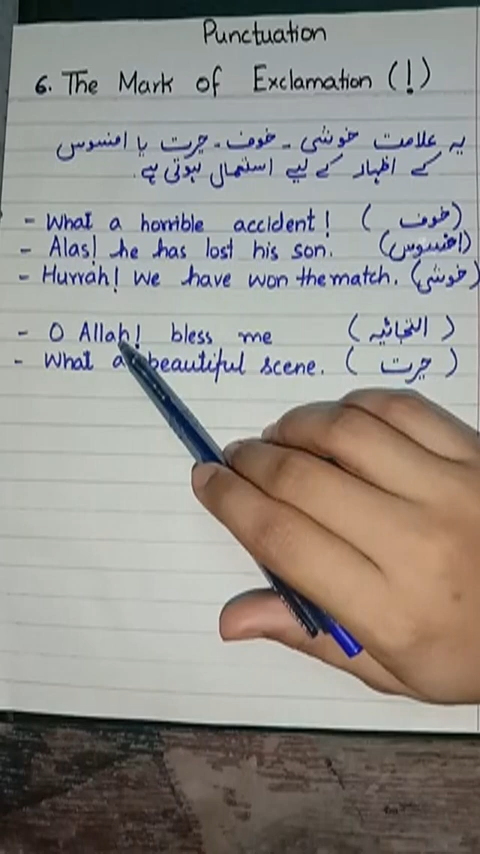 Punctuation
6. The Mark of Exclamation (!)
یہ علامت خوشی - خوف - حیرت یا افسوس
کے اظہار کے لیے استمال ہوتی ہے.
- What a horrible accident! (خوف)
- Alas! he has lost his son. (افسوس)
- Hurrah! we have won the match. (خوشی)
- O Allah! bless me (التجائیہ)
- What a beautiful scene. (حیرت)